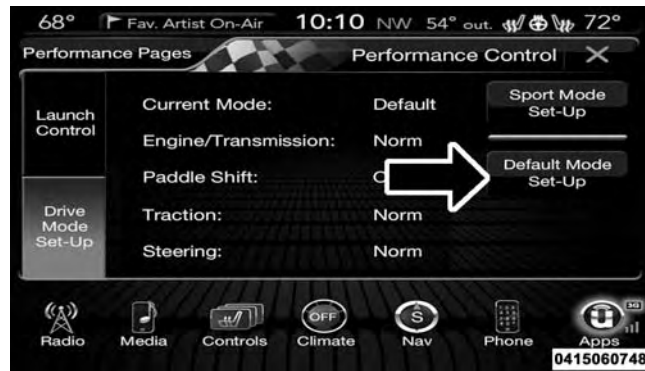 68° Fav. Artist On-Air 10:10 NW 54° out. 72°
Performance Pages Performance Control
Launch
Control
Current Mode: Default
Engine/Transmission: Norm
Paddle Shift:
Traction: Norm
Steering: Norm
Sport Mode
Set-Up
Default Mode
Set-Up
Drive
Mode
Set-Up
OFF
S
3G
Radio Media Controls Climate Nav Phone Apps
0415060748